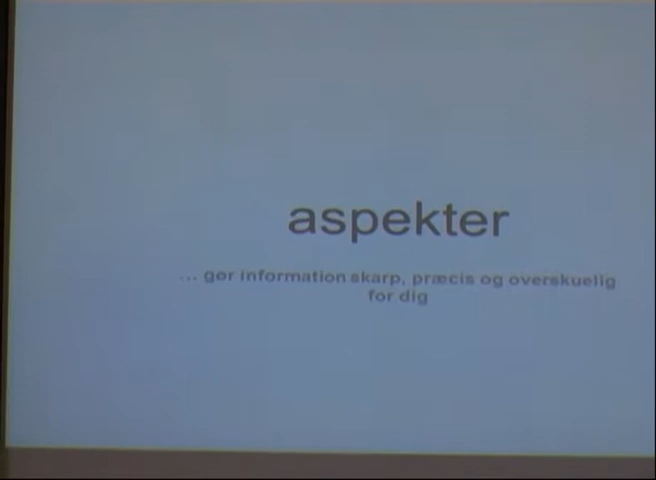 aspekter
... gør information skarp, præcis og overskuelig
for dig